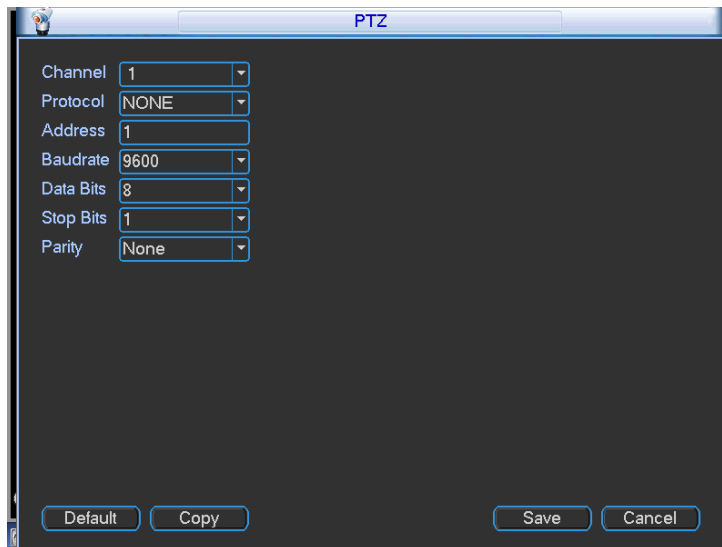 PTZ
Channel 1
Protocol NONE
Address 1
Baudrate 9600
Data Bits 8
Stop Bits 1
Parity None
Default Copy Save Cancel